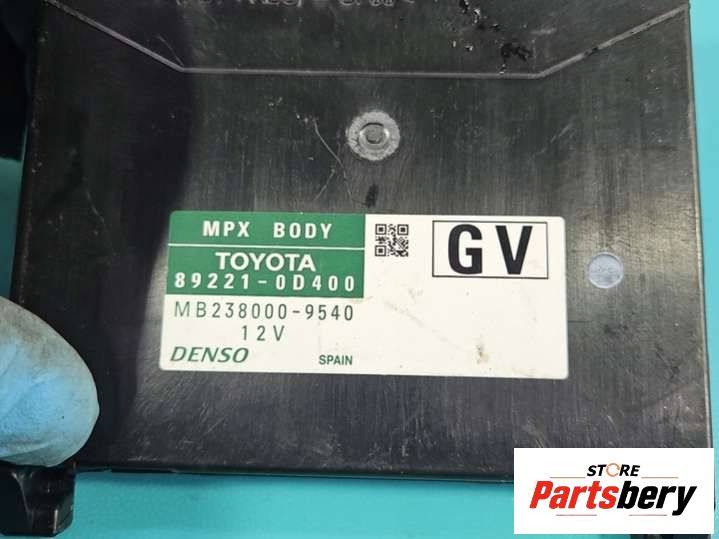 MPX BODY
TOYOTA
89221-0D400
MB238000-9540
12V
DENSO
SPAIN
GV
STORE
Partsbery